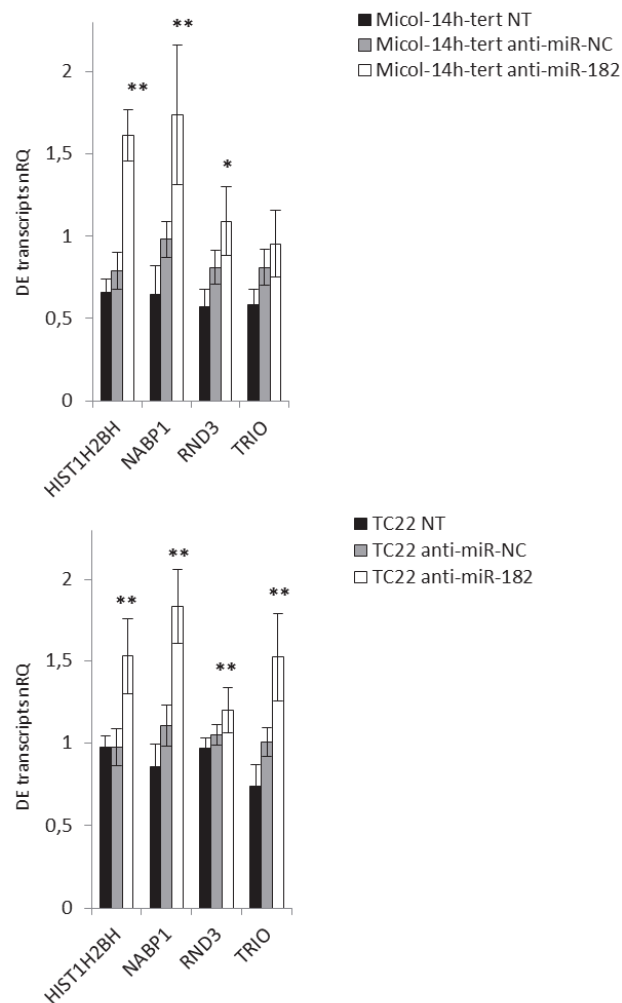 Micol-14h-tert NT
Micol-14h-tert anti-miR-NC
Micol-14h-tert anti-miR-182
DE transcripts nRQ
2
1,5
1
0,5
0
**
**
*
HIST1H2BH
NABP1
RND3
TRIO
TC22 NT
TC22 anti-miR-NC
TC22 anti-miR-182
DE transcripts nRQ
2
1,5
1
0,5
0
**
**
**
**
HIST1H2BH
NABP1
RND3
TRIO